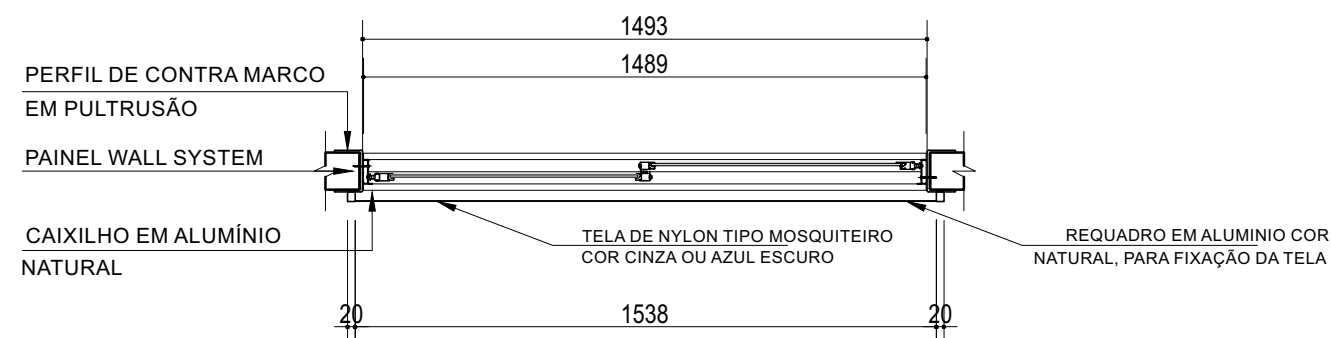 1493
1489
PERFIL DE CONTRA MARCO
EM PULTRUSÃO
PAINEL WALL SYSTEM
CAIXILHO EM ALUMÍNIO
NATURAL
TELA DE NYLON TIPO MOSQUITEIRO
COR CINZA OU AZUL ESCURO
REQUADRO EM ALUMINIO COR
NATURAL, PARA FIXAÇÃO DA TELA
20 1538 20